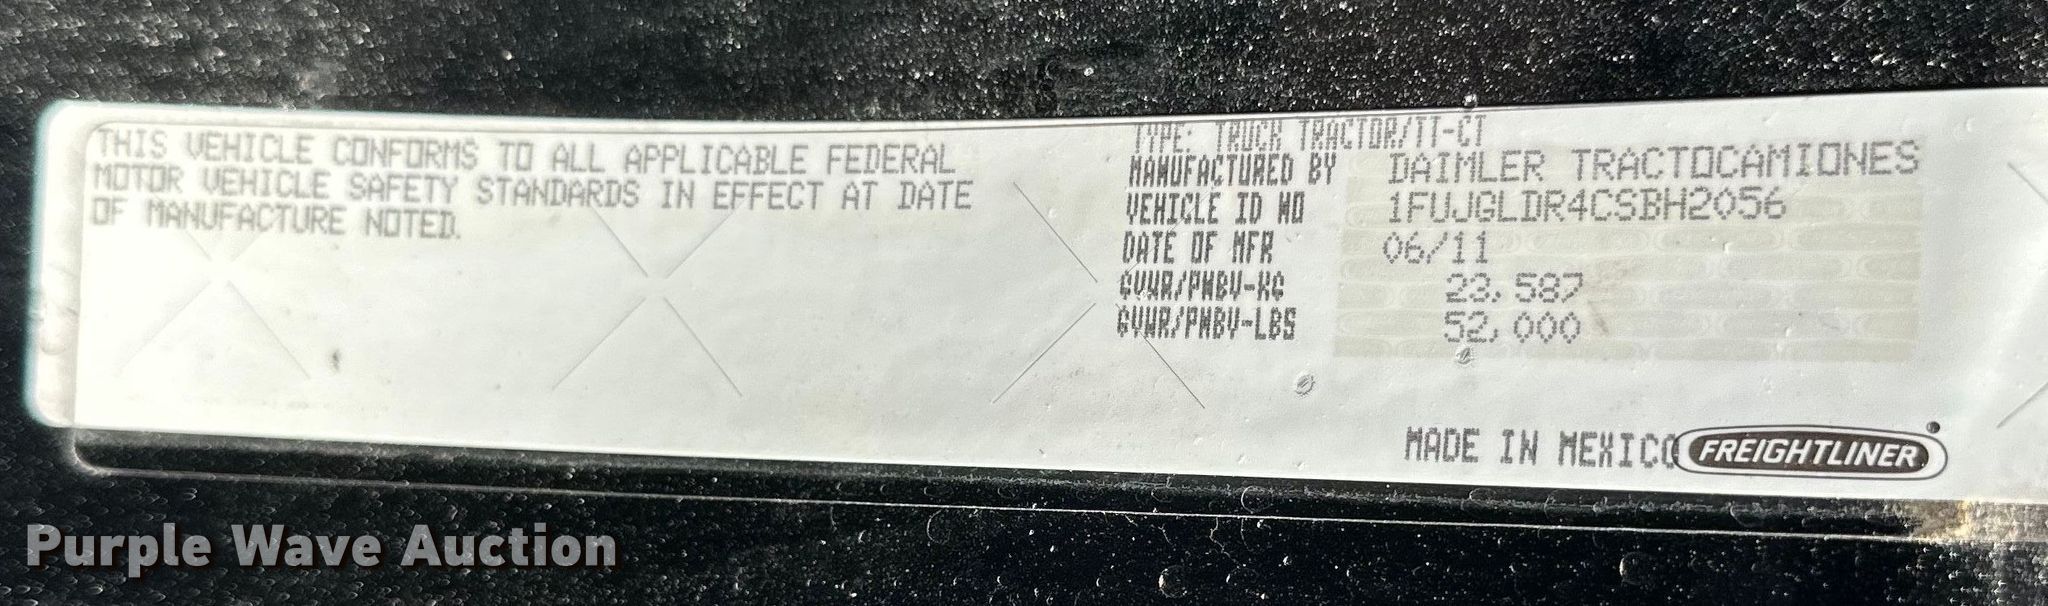 THIS VEHICLE CONFORMS TO ALL APPLICABLE FEDERAL
MOTOR VEHICLE SAFETY STANDARDS IN EFFECT AT DATE
OF MANUFACTURE NOTED.
TYPE: TRUCK TRACTOR/TT-CT
MANUFACTURED BY DAIMLER TRACTOCAMIONES
VEHICLE ID NO 1FUJGLDR4CSBH2056
DATE OF MFR 06/11
GVWR/PNBV-KG 23,587
GVWR/PNBV-LBS 52,000
MADE IN MEXICO FREIGHTLINER
Purple Wave Auction